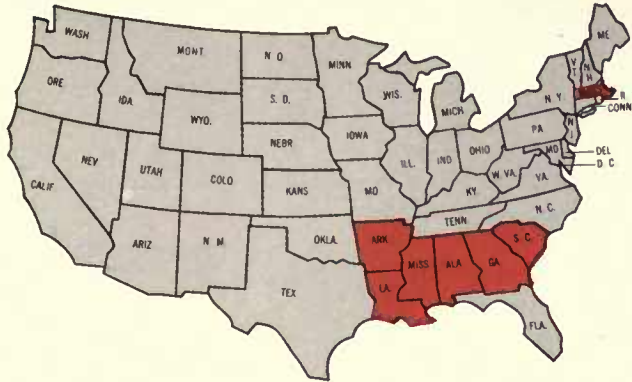 WASH
MONT
N D
MINN
ME
V T
N H
ORE
IDA.
S. D.
WIS.
MICH
N Y.
R
CONN
WYO.
NEBR
IOWA
PA
N J
NEV
UTAH
COLO
KANS
MO
ILL.
IND
OHIO
W. VA.
VA.
MD
DEL
D C
CALIF
KY.
N. C.
TENN.
ARIZ
N M
OKLA.
ARK.
S. C.
MISS
ALA
GA.
TEX
LA.
FLA.